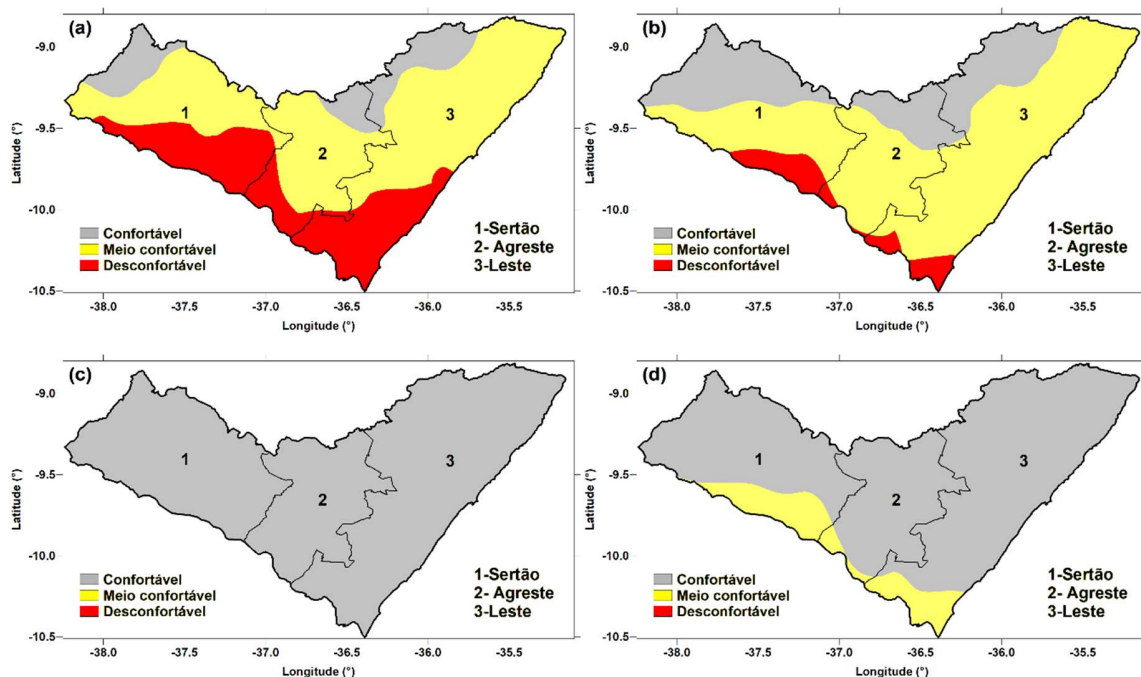 (a)
-9.0
1
3
-9.5
2
Latitude (°)
-10.0
Confortável
Meio confortável
Desconfortável
1-Sertão
2- Agreste
3-Leste
-10.5
-38.0 -37.5 -37.0 -36.5 -36.0 -35.5
Longitude (°)
(b)
-9.0
1
3
-9.5
2
Latitude (°)
-10.0
Confortável
Meio confortável
Desconfortável
1-Sertão
2- Agreste
3-Leste
-10.5
-38.0 -37.5 -37.0 -36.5 -36.0 -35.5
Longitude (°)
(c)
-9.0
1
3
-9.5
2
Latitude (°)
-10.0
Confortável
Meio confortável
Desconfortável
1-Sertão
2- Agreste
3-Leste
-10.5
-38.0 -37.5 -37.0 -36.5 -36.0 -35.5
Longitude (°)
(d)
-9.0
1
3
-9.5
2
Latitude (°)
-10.0
Confortável
Meio confortável
Desconfortável
1-Sertão
2- Agreste
3-Leste
-10.5
-38.0 -37.5 -37.0 -36.5 -36.0 -35.5
Longitude (°)